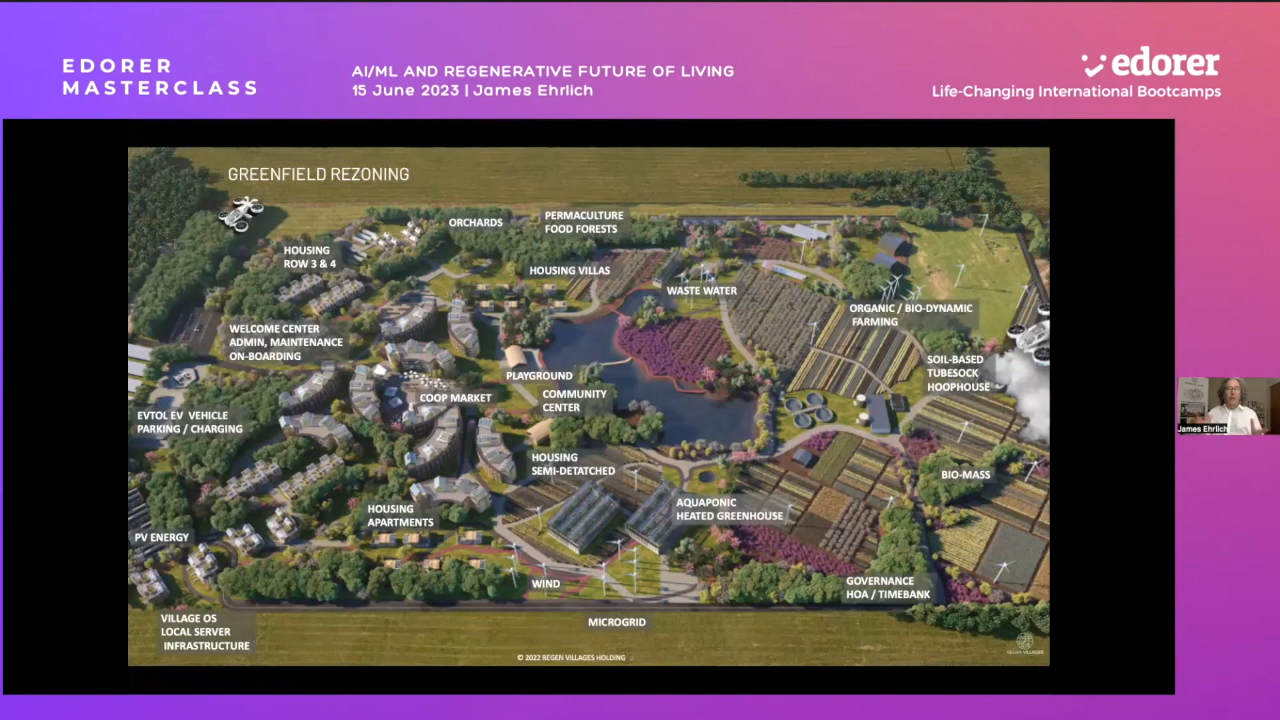 EDORER
MASTERCLASS
AI/ML AND REGENERATIVE FUTURE OF LIVING
15 June 2023 | James Ehrlich
edorer
Life-Changing International Bootcamps
GREENFIELD REZONING
ORCHARDS
PERMACULTURE
FOOD FORESTS
HOUSING
ROW 3 & 4
HOUSING VILLAS
WASTE WATER
ORGANIC / BIO-DYNAMIC
FARMING
WELCOME CENTER
ADMIN, MAINTENANCE
ON-BOARDING
SOIL-BASED
TUBESOCK
HOOPHOUSE
PLAYGROUND
COOP MARKET
COMMUNITY
CENTER
EVTOL EV VEHICLE
PARKING / CHARGING
HOUSING
SEMI-DETATCHED
BIO-MASS
HOUSING
APARTMENTS
AQUAPONIC
HEATED GREENHOUSE
PV ENERGY
WIND
GOVERNANCE
HOA / TIMEBANK
VILLAGE OS
LOCAL SERVER
INFRASTRUCTURE
MICROGRID
© 2022 REGEN VILLAGES HOLDING
REGEN VILLAGES
James Ehrlich